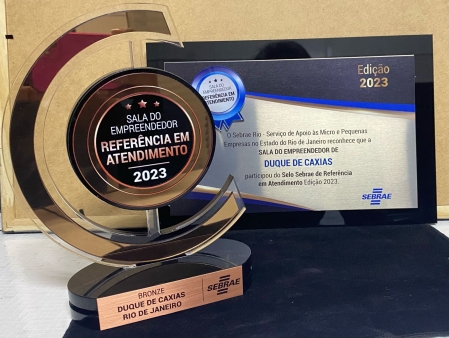 SALA DO
EMPREENDEDOR
REFERÊNCIA EM
ATENDIMENTO
2023
BRONZE
DUQUE DE CAXIAS
RIO DE JANEIRO
SEBRAE
Edição
2023
SALA DO
EMPREENDEDOR
REFERÊNCIA EM
ATENDIMENTO
O Sebrae Rio - Serviço de Apoio às Micro e Pequenas
Empresas no Estado do Rio de Janeiro reconhece que a
SALA DO EMPREENDEDOR DE
DUQUE DE CAXIAS
participou do Selo Sebrae de Referência
em Atendimento Edição 2023.
SEBRAE